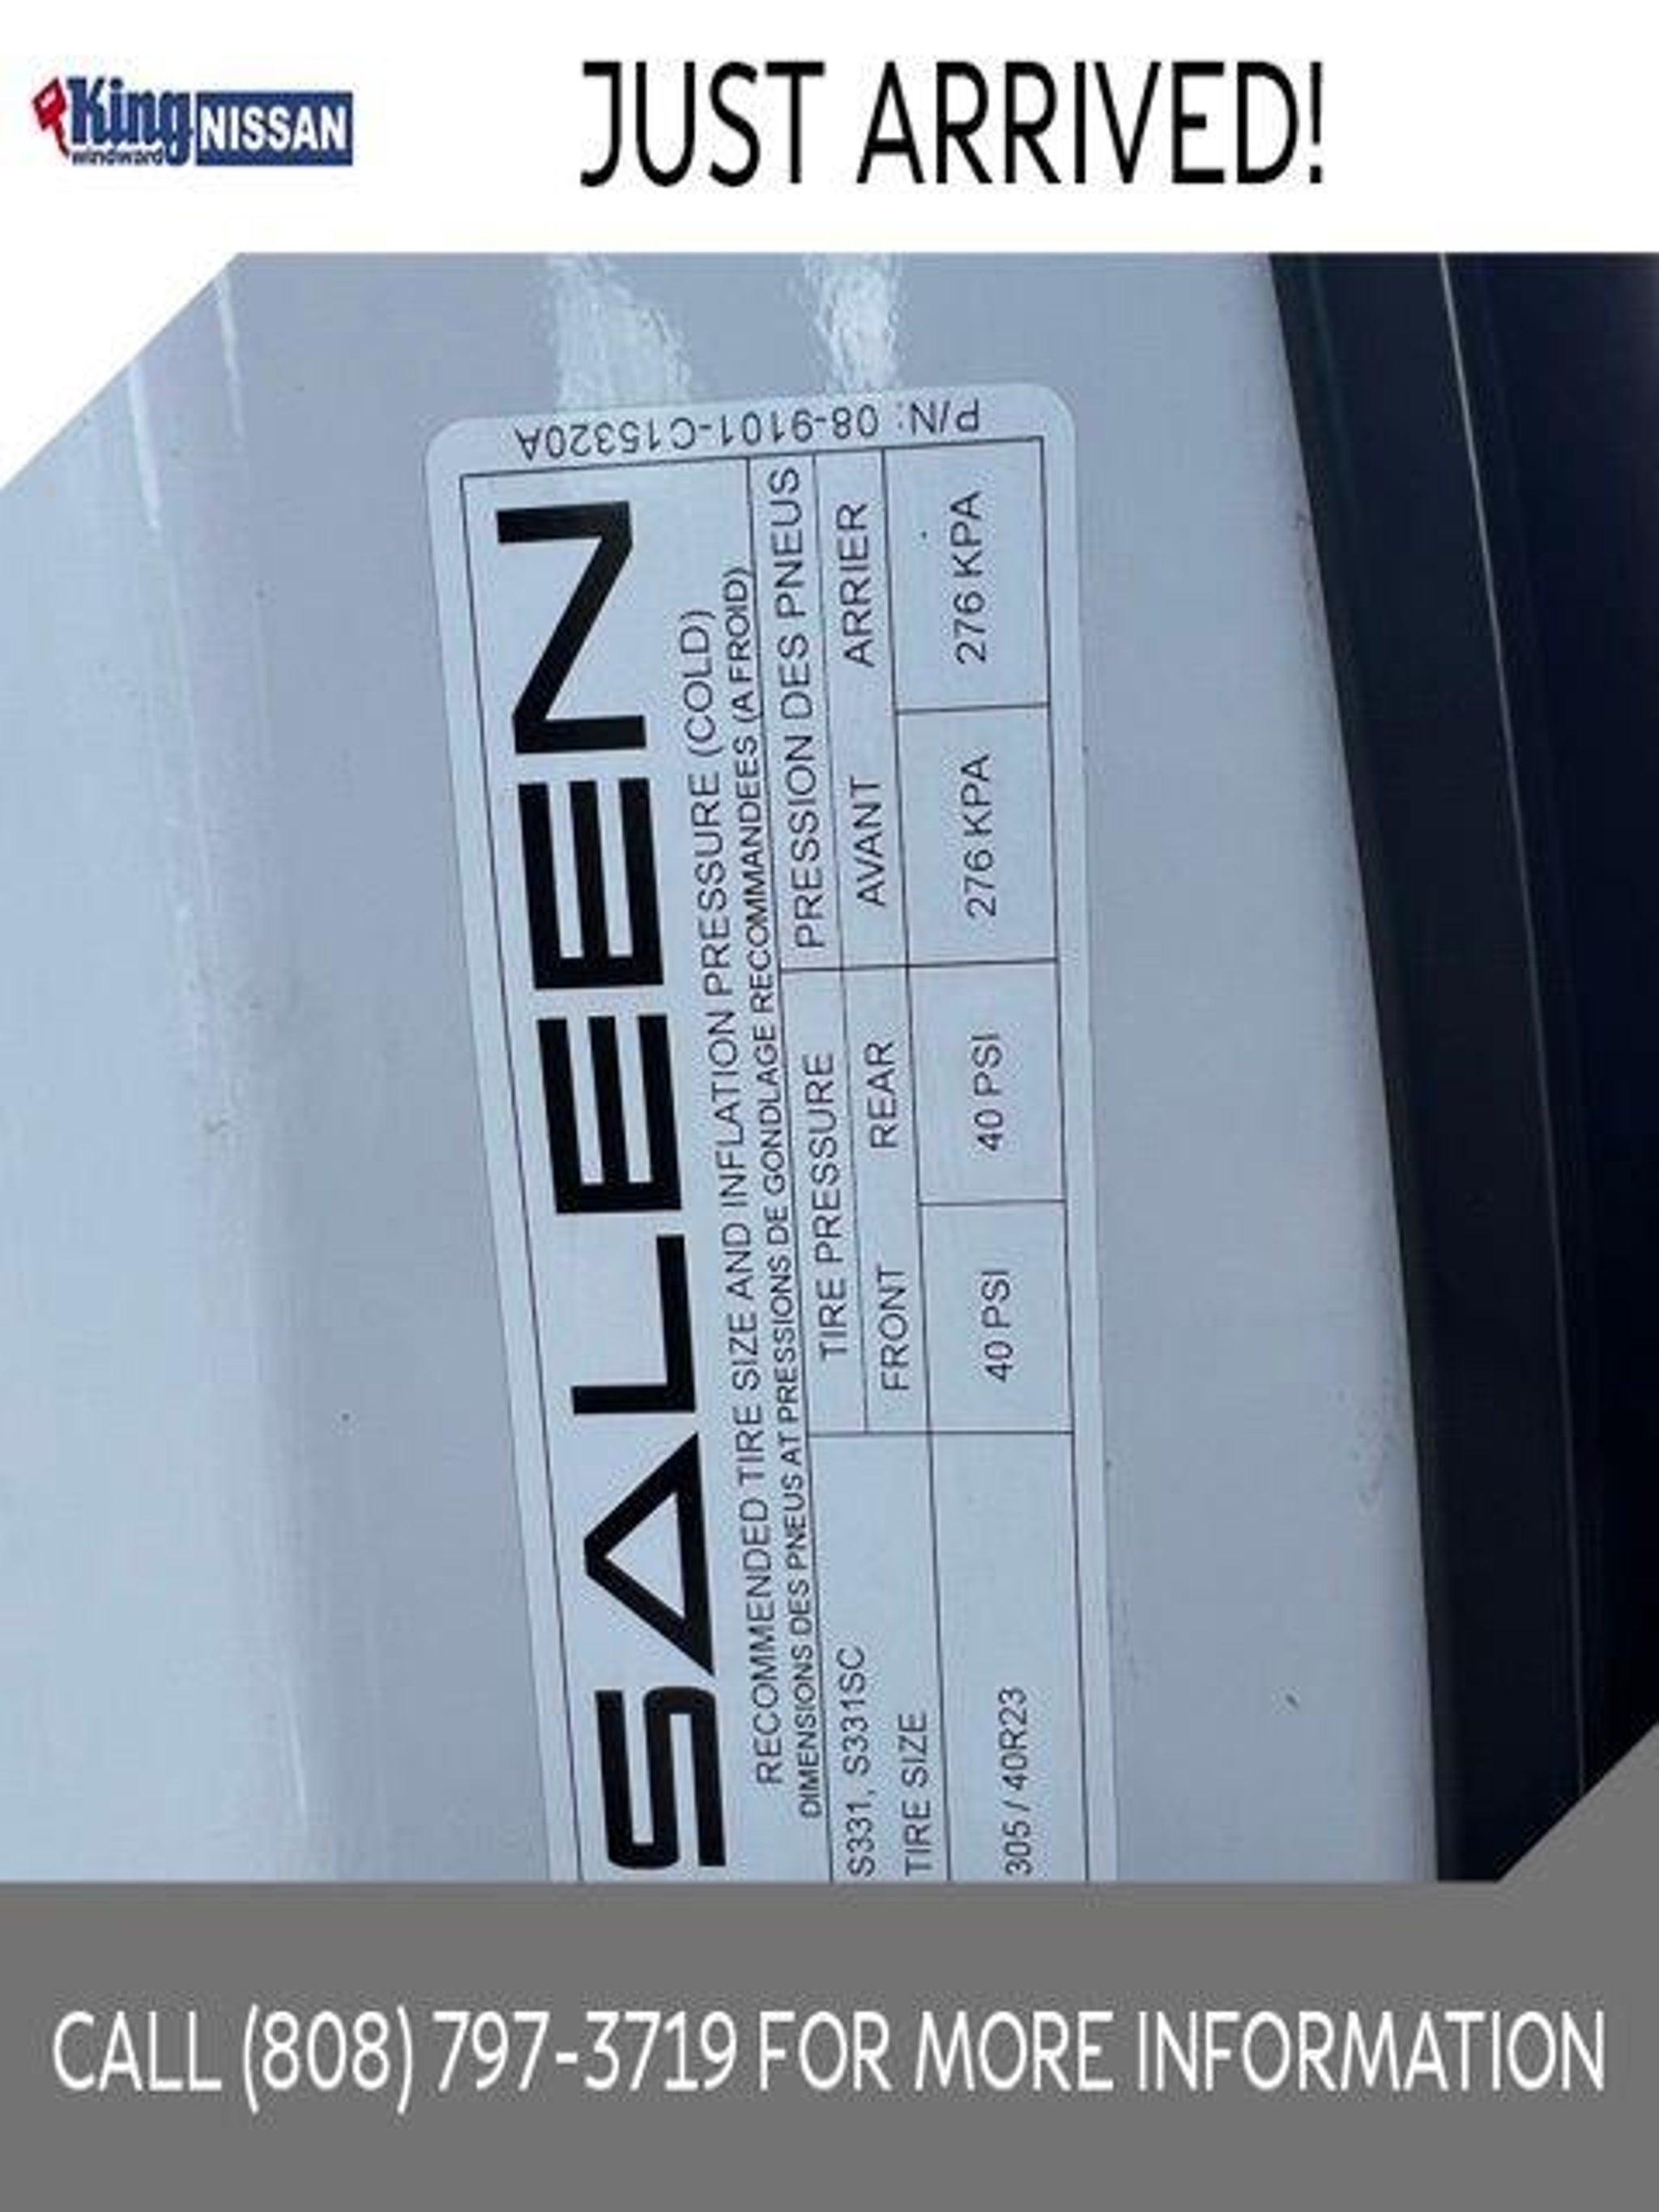 King NISSAN
windward
JUST ARRIVED!
P/N: 08-9101-C15320A
SALEEN
RECOMMENDED TIRE SIZE AND INFLATION PRESSURE (COLD)
DIMENSIONS DES PNEUS AT PRESSIONS DE GONDLAGE RECOMMANDEES (A FROID)
S331, S331SC
TIRE PRESSURE
PRESSION DES PNEUS
TIRE SIZE
FRONT
REAR
AVANT
ARRIER
305 / 40R23
40 PSI
40 PSI
276 KPA
276 KPA
CALL (808) 797-3719 FOR MORE INFORMATION